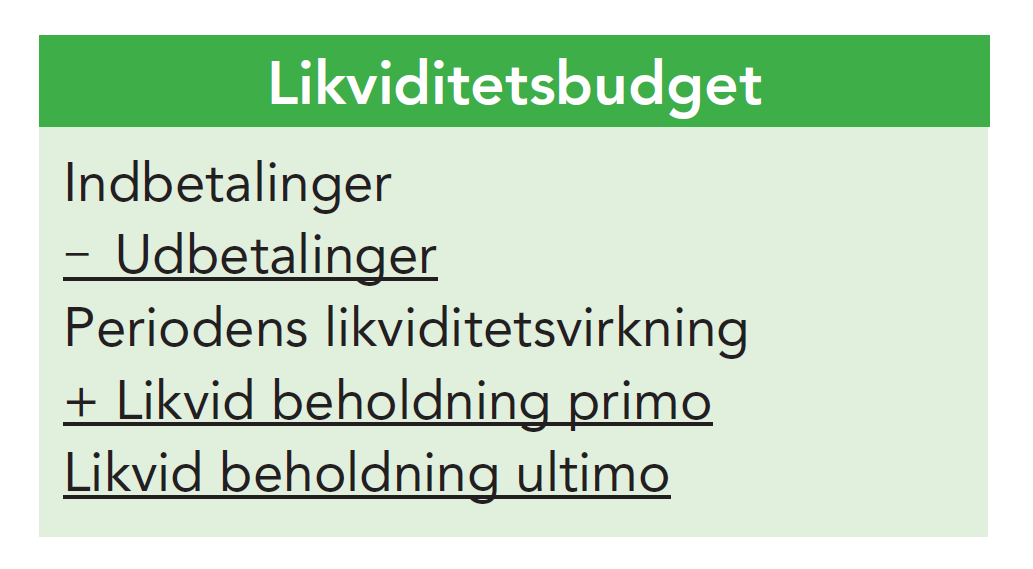 Likviditetsbudget
Indbetalinger
– Udbetalinger
Periodens likviditetsvirkning
+ Likvid beholdning primo
Likvid beholdning ultimo